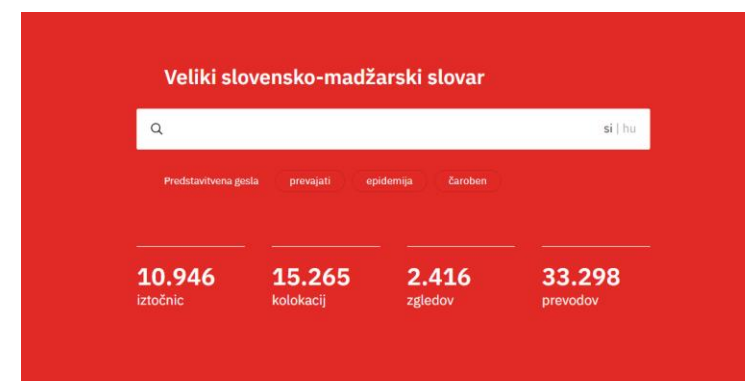 Veliki slovensko-madžarski slovar
si | hu
Predstavitvena gesla prevajati epidemija čaroben
10.946 15.265 2.416 33.298
iztočnic kolokacij zgledov prevodov